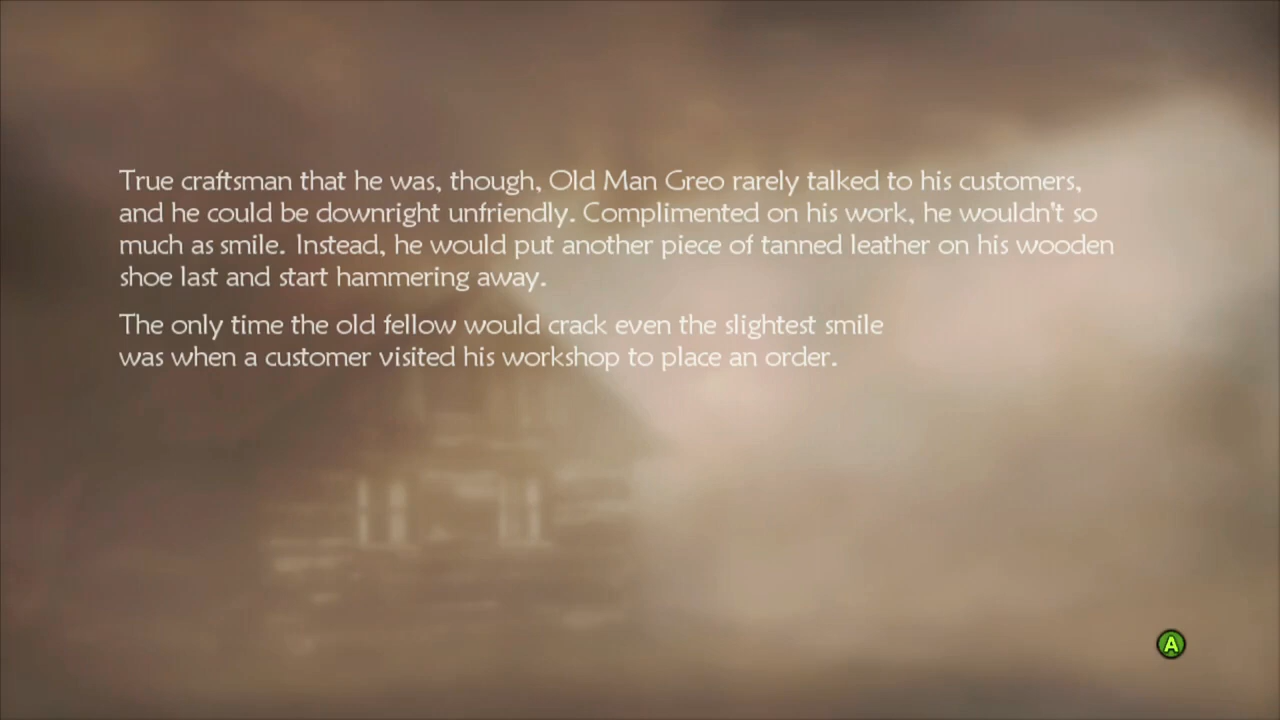 True craftsman that he was, though, Old Man Greo rarely talked to his customers,
and he could be downright unfriendly. Complimented on his work, he wouldn't so
much as smile. Instead, he would put another piece of tanned leather on his wooden
shoe last and start hammering away.
The only time the old fellow would crack even the slightest smile
was when a customer visited his workshop to place an order.
A